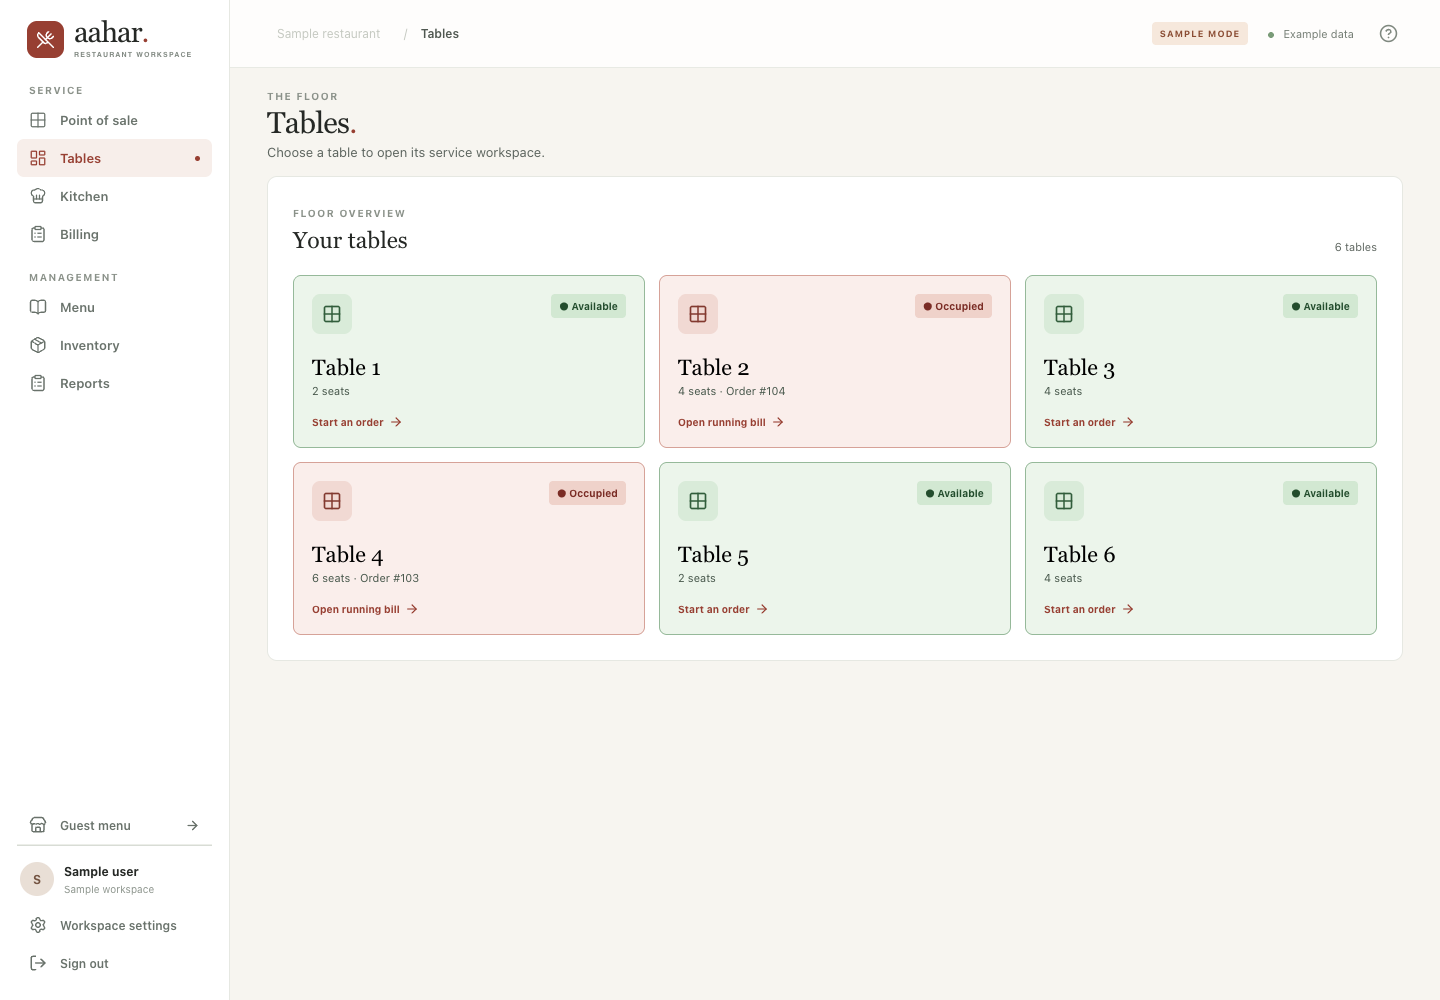 aahar.
RESTAURANT WORKSPACE
SERVICE
Point of sale
Tables
Kitchen
Billing
MANAGEMENT
Menu
Inventory
Reports
Guest menu
S
Sample user
Sample workspace
Workspace settings
Sign out
Sample restaurant / Tables
SAMPLE MODE
Example data
THE FLOOR
Tables.
Choose a table to open its service workspace.
FLOOR OVERVIEW
Your tables
6 tables
Available
Table 1
2 seats
Start an order
Occupied
Table 2
4 seats · Order #104
Open running bill
Available
Table 3
4 seats
Start an order
Occupied
Table 4
6 seats · Order #103
Open running bill
Available
Table 5
2 seats
Start an order
Available
Table 6
4 seats
Start an order